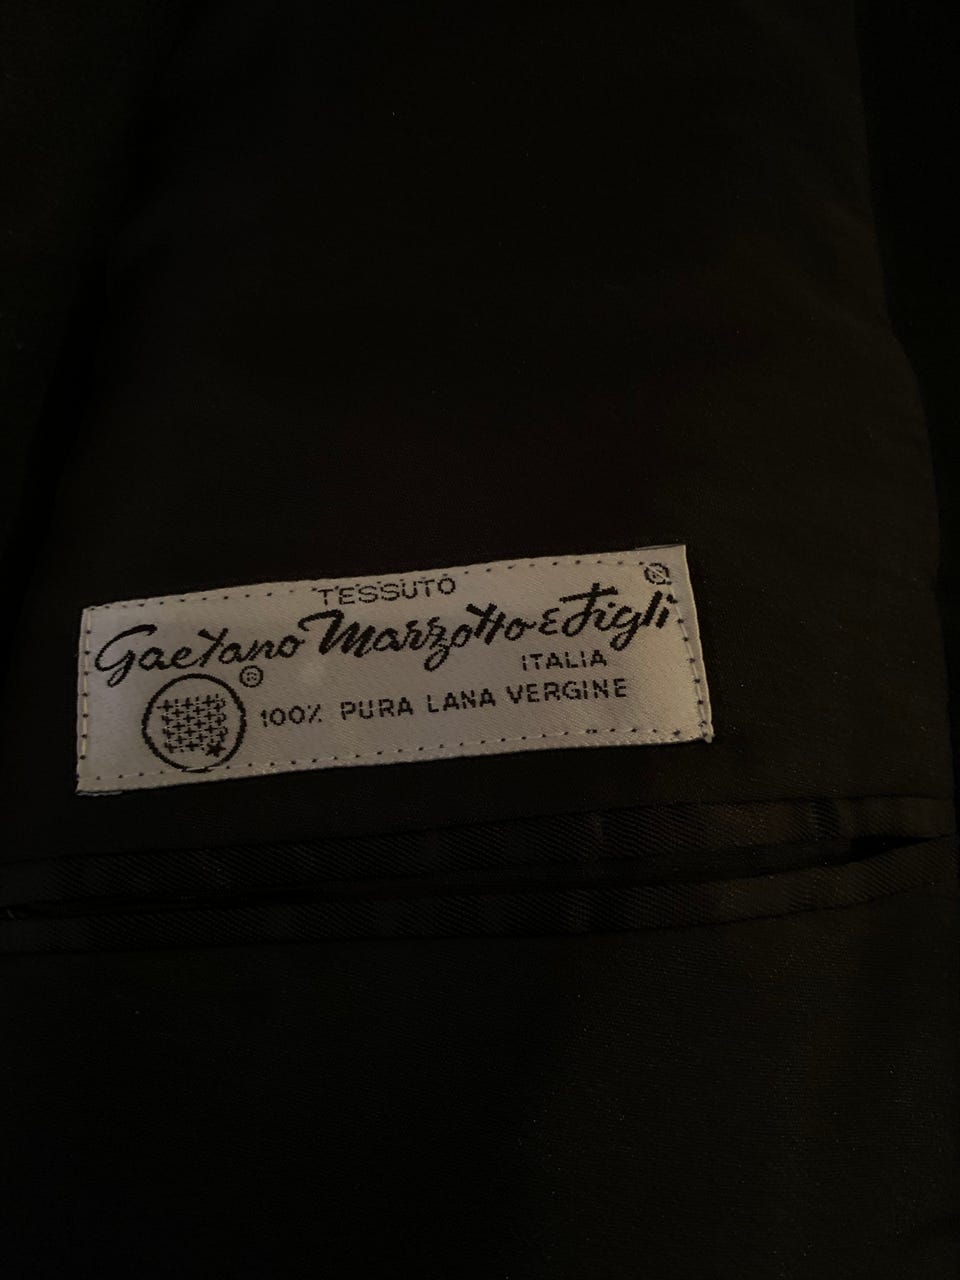 TESSUTO
Gaetano Marzotto & Figli ®
ITALIA
®
100% PURA LANA VERGINE